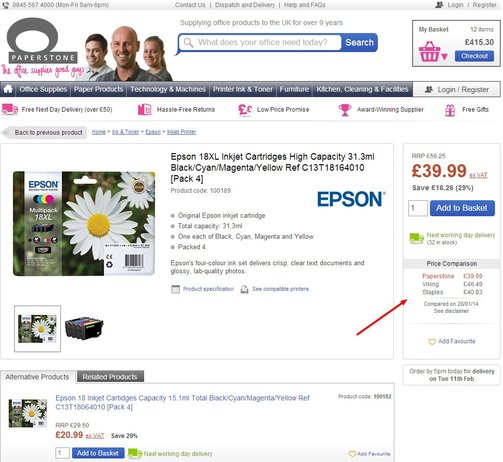 0845 567 4000 (Mon-Fri 9am-6pm)
Contact Us | Dispatch and Delivery | Help and FAQs
Login / Register
PAPERSTONE
The office supplies good guys
Supplying office products to the UK for over 9 years
What does your office need today?
Search
My Basket
12 items
£415.30
Checkout
Office Supplies
Paper Products
Technology & Machines
Printer Ink & Toner
Furniture
Kitchen, Cleaning & Facilities
Login / Register
Free Next Day Delivery (over £50)
Hassle-Free Returns
Low Price Promise
Award-Winning Supplier
Free Gifts
Back to previous product
Home > Ink & Toner > Epson > Inkjet Printer
EPSON
Multipack
18XL
Epson 18XL Inkjet Cartridges High Capacity 31.3ml
Black/Cyan/Magenta/Yellow Ref C13T18164010
[Pack 4]
Product code: 100189
EPSON
Original Epson inkjet cartridge
Total capacity: 31.3ml
One each of Black, Cyan, Magenta and Yellow
Packed 4.
Epson's four-colour ink set delivers crisp, clear text documents and
glossy, lab-quality photos.
Product specification
See compatible printers
RRP £56.25
£39.99 ex.VAT
Save £16.26 (29%)
1
Add to Basket
Next working day delivery
(32 in stock)
Price Comparison
Paperstone £39.99
Viking £46.49
Staples £40.83
Compared on 28/01/14
See disclaimer
Add Favourite
Order by 5pm today for delivery
on Tue 11th Feb
Alternative Products
Related Products
Epson 18 Inkjet Cartidges Capacity 15.1ml Total Black/Cyan/Magenta/Yellow Ref
C13T18064010 [Pack 4]
Product code: 100182
RRP £29.50
£20.99 ex.VAT Save 29%
1
Add to Basket
Next working day delivery
Add Favourite